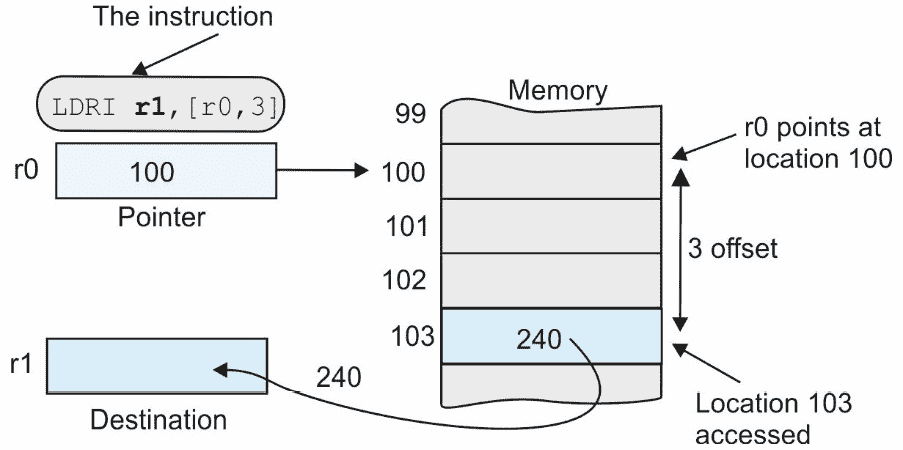 The instruction
LDRI r1,[r0,3]
r0
100
Pointer
Memory
99
100
101
102
103
240
r0 points at
location 100
3 offset
r1
240
Destination
Location 103
accessed